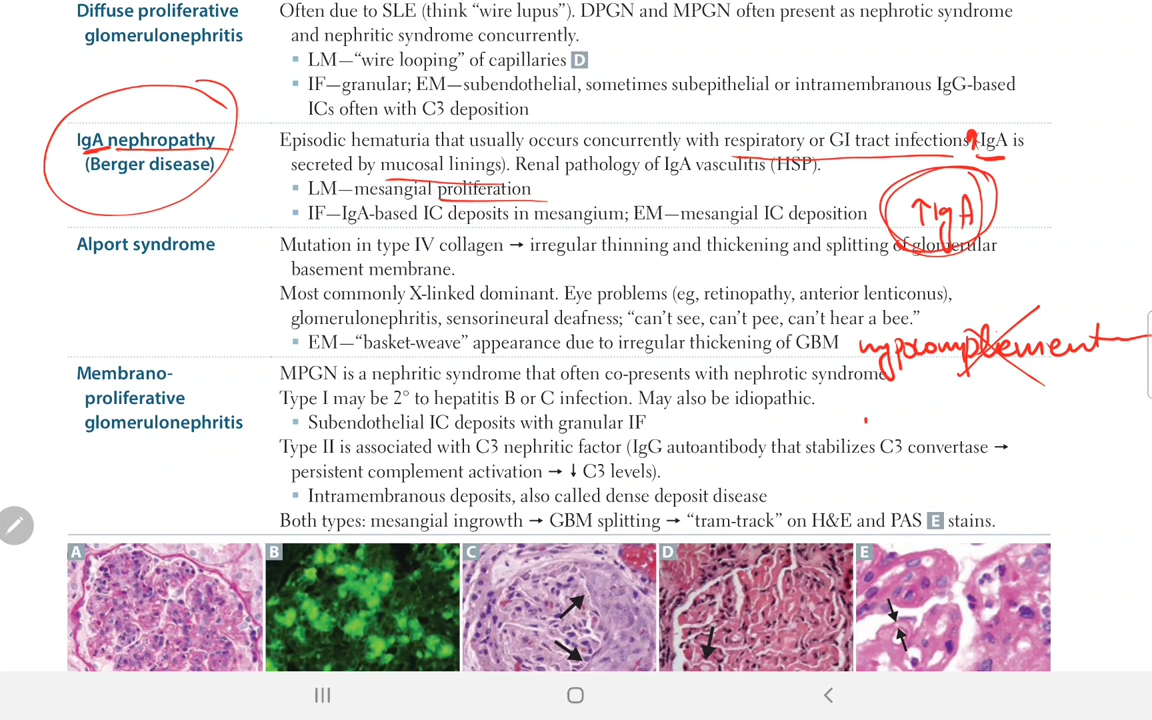 Diffuse proliferative Often due to SLE (think “wire lupus”). DPGN and MPGN often present as nephrotic syndrome
glomerulonephritis and nephritic syndrome concurrently.
▪ LM—“wire looping” of capillaries D
▪ IF—granular; EM—subendothelial, sometimes subepithelial or intramembranous IgG-based
ICs often with C3 deposition
IgA nephropathy Episodic hematuria that usually occurs concurrently with respiratory or GI tract infections (IgA is
(Berger disease) secreted by mucosal linings). Renal pathology of IgA vasculitis (HSP).
▪ LM—mesangial proliferation
▪ IF—IgA-based IC deposits in mesangium; EM—mesangial IC deposition
↑IgA
Alport syndrome Mutation in type IV collagen → irregular thinning and thickening and splitting of glomerular
basement membrane.
Most commonly X-linked dominant. Eye problems (eg, retinopathy, anterior lenticonus),
glomerulonephritis, sensorineural deafness; “can’t see, can’t pee, can’t hear a bee.”
▪ EM—“basket-weave” appearance due to irregular thickening of GBM
Membrano- MPGN is a nephritic syndrome that often co-presents with nephrotic syndrome
proliferative Type I may be 2° to hepatitis B or C infection. May also be idiopathic.
glomerulonephritis ▪ Subendothelial IC deposits with granular IF
Type II is associated with C3 nephritic factor (IgG autoantibody that stabilizes C3 convertase →
persistent complement activation → ↓ C3 levels).
▪ Intramembranous deposits, also called dense deposit disease
Both types: mesangial ingrowth → GBM splitting → “tram-track” on H&E and PAS E stains.
A B C D E